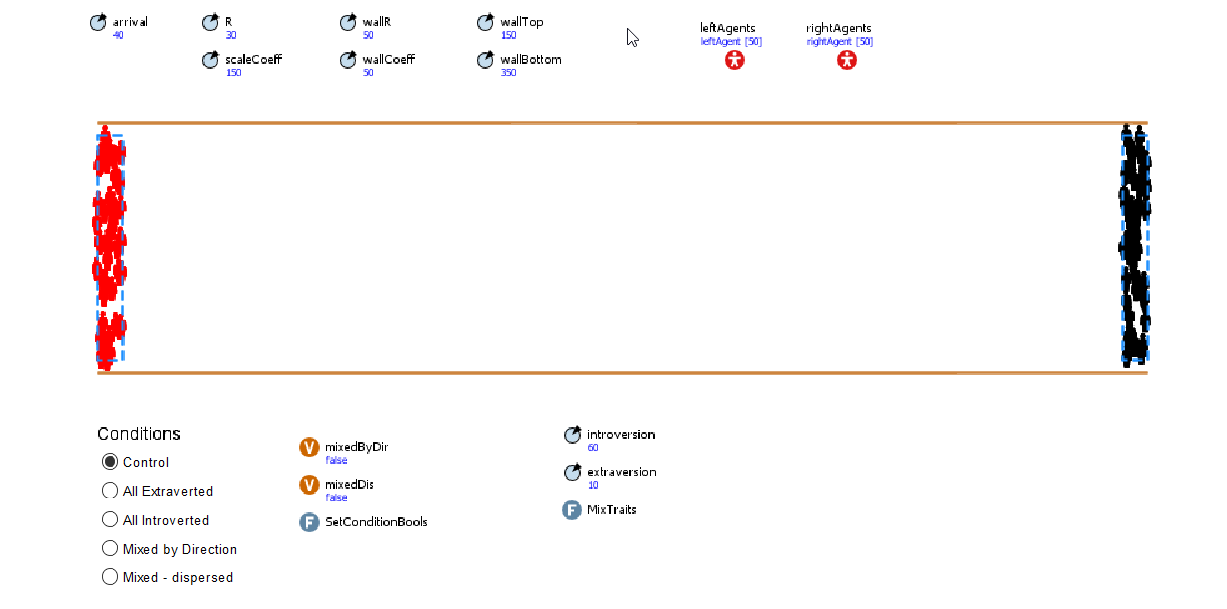 arrival
40
R
30
wallR
50
wallTop
150
leftAgents
leftAgent [50]
rightAgents
rightAgent [50]
scaleCoeff
150
wallCoeff
50
wallBottom
350
Conditions
Control
All Extraverted
All Introverted
Mixed by Direction
Mixed - dispersed
V mixedByDir
false
V mixedDis
false
F SetConditionBools
introversion
60
extraversion
10
F MixTraits